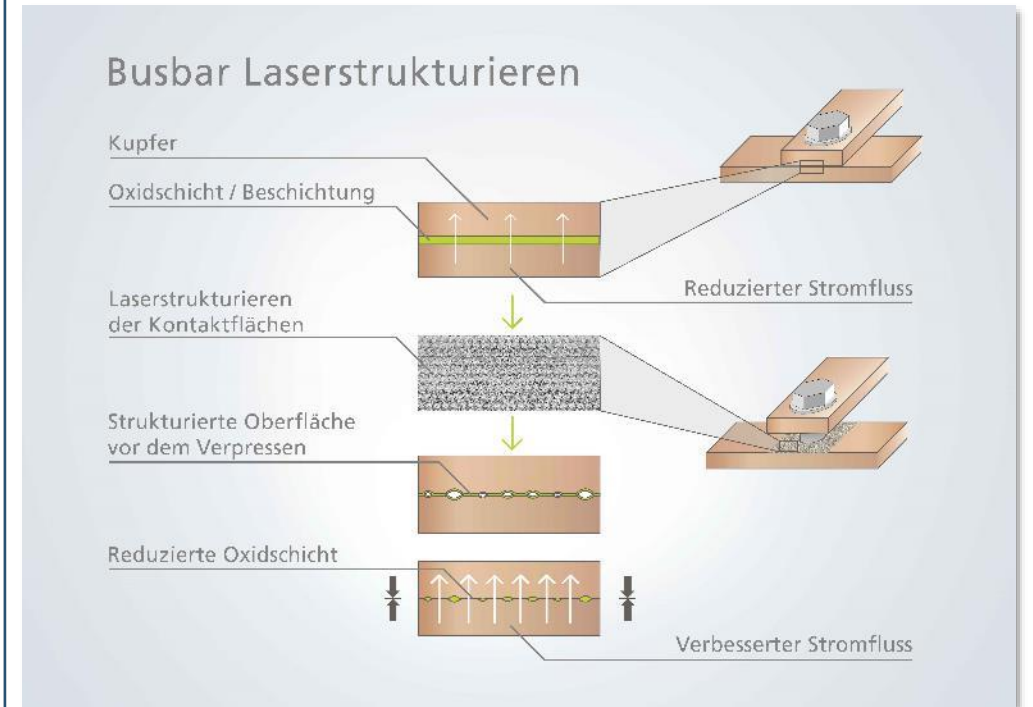 Busbar Laserstrukturieren
Kupfer
Oxidschicht / Beschichtung
Reduzierter Stromfluss
Laserstrukturieren
der Kontaktflächen
Strukturierte Oberfläche
vor dem Verpressen
Reduzierte Oxidschicht
Verbesserter Stromfluss